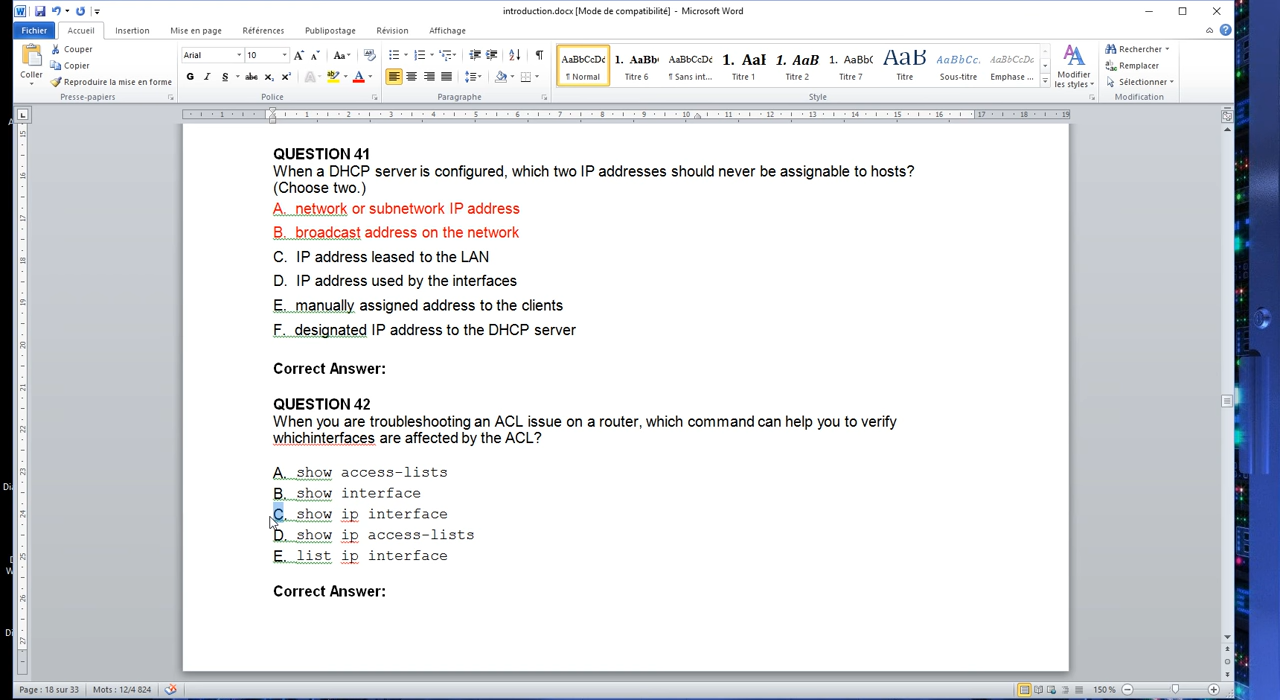 introduction.docx [Mode de compatibilité] - Microsoft Word
Fichier Accueil Insertion Mise en page Références Publipostage Révision Affichage
Coller
Couper
Copier
Reproduire la mise en forme
Presse-papiers
Arial 10
Police
Paragraphe
AaBbCcDc AaBbC AaBbCcDc 1. AaI 1. AaB 1. AaBbC AaB AaBbCc. AaBbCcDc
¶ Normal Titre 6 ¶ Sans int... Titre 1 Titre 2 Titre 7 Titre Sous-titre Emphase ...
Style
Modifier
les styles
Rechercher
Remplacer
Sélectionner
Modification
QUESTION 41
When a DHCP server is configured, which two IP addresses should never be assignable to hosts?
(Choose two.)
A. network or subnetwork IP address
B. broadcast address on the network
C. IP address leased to the LAN
D. IP address used by the interfaces
E. manually assigned address to the clients
F. designated IP address to the DHCP server
Correct Answer:
QUESTION 42
When you are troubleshooting an ACL issue on a router, which command can help you to verify
whichinterfaces are affected by the ACL?
A. show access-lists
B. show interface
C. show ip interface
D. show ip access-lists
E. list ip interface
Correct Answer:
Page : 18 sur 33 Mots : 12/4 824 150 %